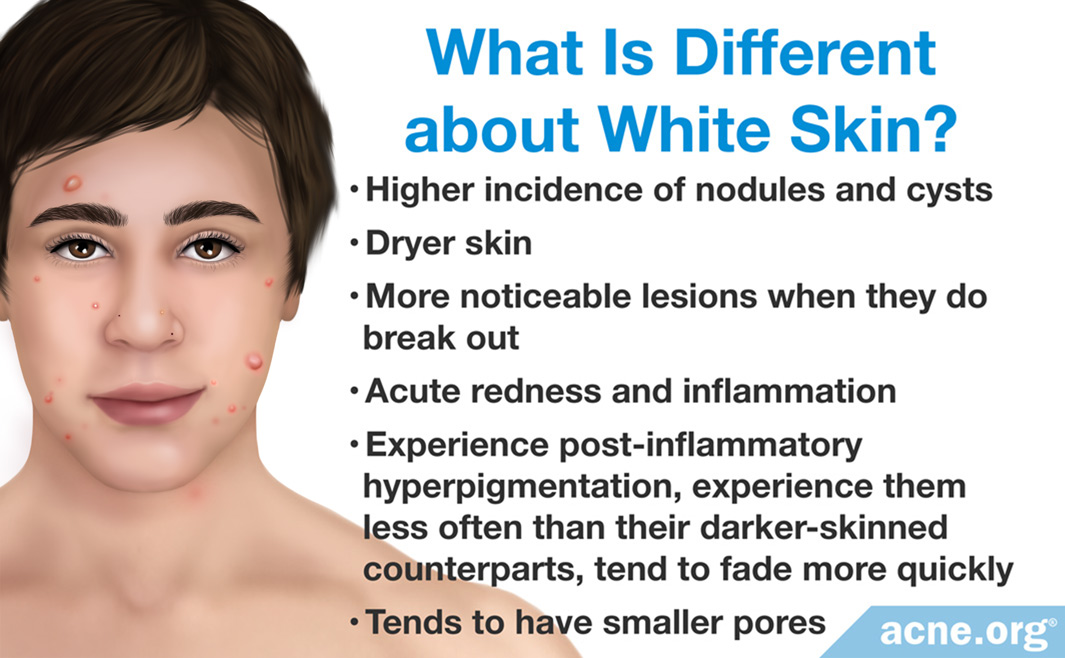 What Is Different
about White Skin?
• Higher incidence of nodules and cysts
• Dryer skin
• More noticeable lesions when they do
break out
• Acute redness and inflammation
• Experience post-inflammatory
hyperpigmentation, experience them
less often than their darker-skinned
counterparts, tend to fade more quickly
• Tends to have smaller pores
acne.org®